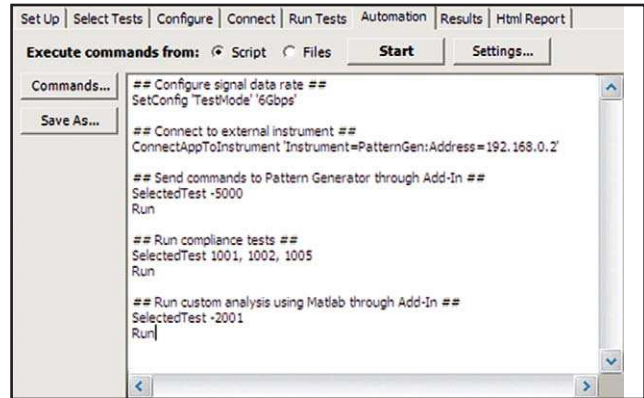 Set Up Select Tests Configure Connect Run Tests Automation Results Html Report
Execute commands from: Script Files Start Settings...
Commands...
Save As...
## Configure signal data rate ##
SetConfig 'TestMode' '6Gbps'
## Connect to external instrument ##
ConnectAppToInstrument 'Instrument=PatternGen:Address=192.168.0.2'
## Send commands to Pattern Generator through Add-In ##
SelectedTest -5000
Run
## Run compliance tests ##
SelectedTest 1001, 1002, 1005
Run
## Run custom analysis using Matlab through Add-In ##
SelectedTest -2001
Run